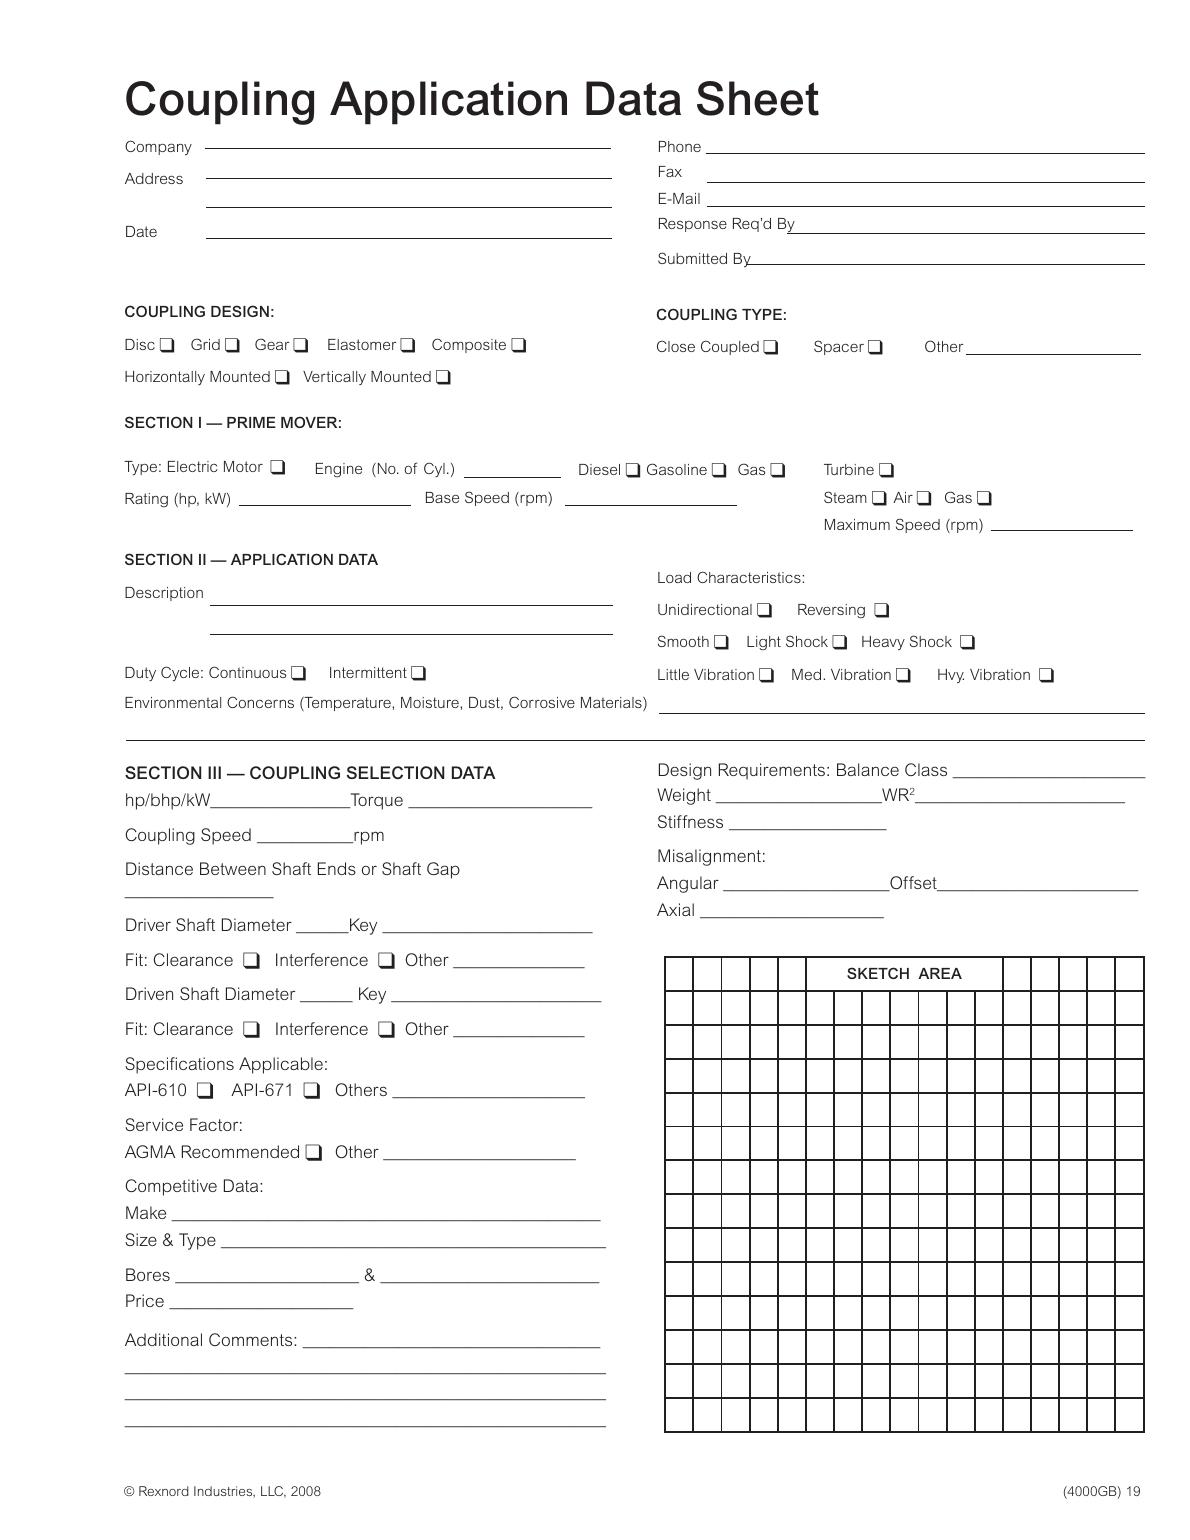 Coupling Application Data Sheet
Company
Address
Date
Phone
Fax
E-Mail
Response Req'd By
Submitted By
COUPLING DESIGN:
Disc ❑ Grid ❑ Gear ❑ Elastomer ❑ Composite ❑
Horizontally Mounted ❑ Vertically Mounted ❑
COUPLING TYPE:
Close Coupled ❑ Spacer ❑ Other
SECTION I — PRIME MOVER:
Type: Electric Motor ❑ Engine (No. of Cyl.) Diesel ❑ Gasoline ❑ Gas ❑ Turbine ❑
Rating (hp, kW) Base Speed (rpm) Steam ❑ Air ❑ Gas ❑
Maximum Speed (rpm)
SECTION II — APPLICATION DATA
Description
Duty Cycle: Continuous ❑ Intermittent ❑
Load Characteristics:
Unidirectional ❑ Reversing ❑
Smooth ❑ Light Shock ❑ Heavy Shock ❑
Little Vibration ❑ Med. Vibration ❑ Hvy. Vibration ❑
Environmental Concerns (Temperature, Moisture, Dust, Corrosive Materials)
SECTION III — COUPLING SELECTION DATA
hp/bhp/kW Torque
Coupling Speed rpm
Distance Between Shaft Ends or Shaft Gap
Driver Shaft Diameter Key
Fit: Clearance ❑ Interference ❑ Other
Driven Shaft Diameter Key
Fit: Clearance ❑ Interference ❑ Other
Specifications Applicable:
API-610 ❑ API-671 ❑ Others
Service Factor:
AGMA Recommended ❑ Other
Competitive Data:
Make
Size & Type
Bores &
Price
Additional Comments:
Design Requirements: Balance Class
Weight WR²
Stiffness
Misalignment:
Angular Offset
Axial
SKETCH AREA
© Rexnord Industries, LLC, 2008
(4000GB) 19